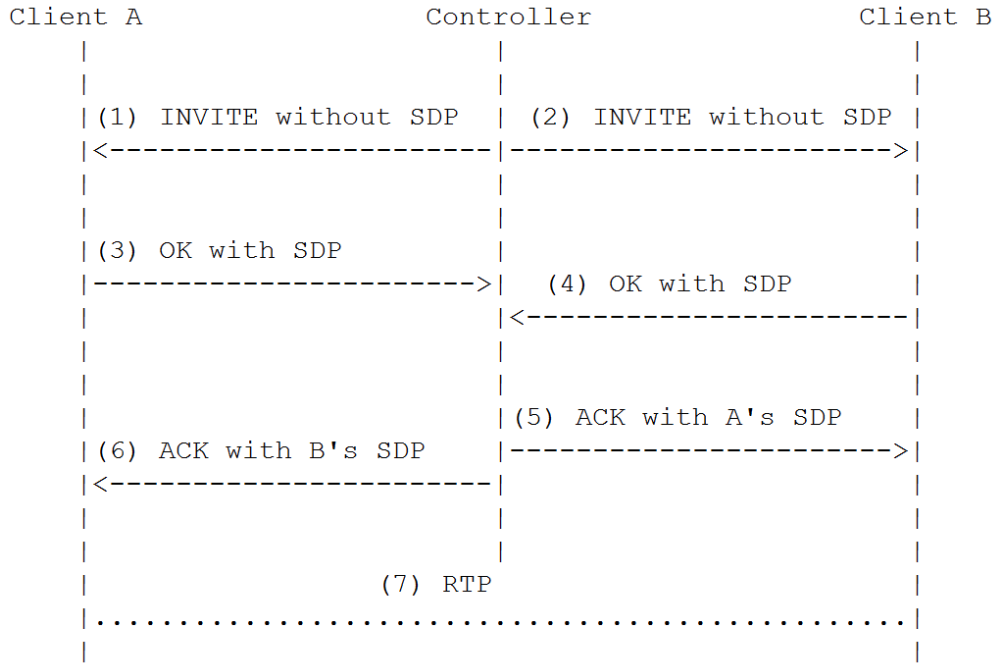 Client A Controller Client B
(1) INVITE without SDP (2) INVITE without SDP
(3) OK with SDP
(4) OK with SDP
(5) ACK with A's SDP
(6) ACK with B's SDP
(7) RTP